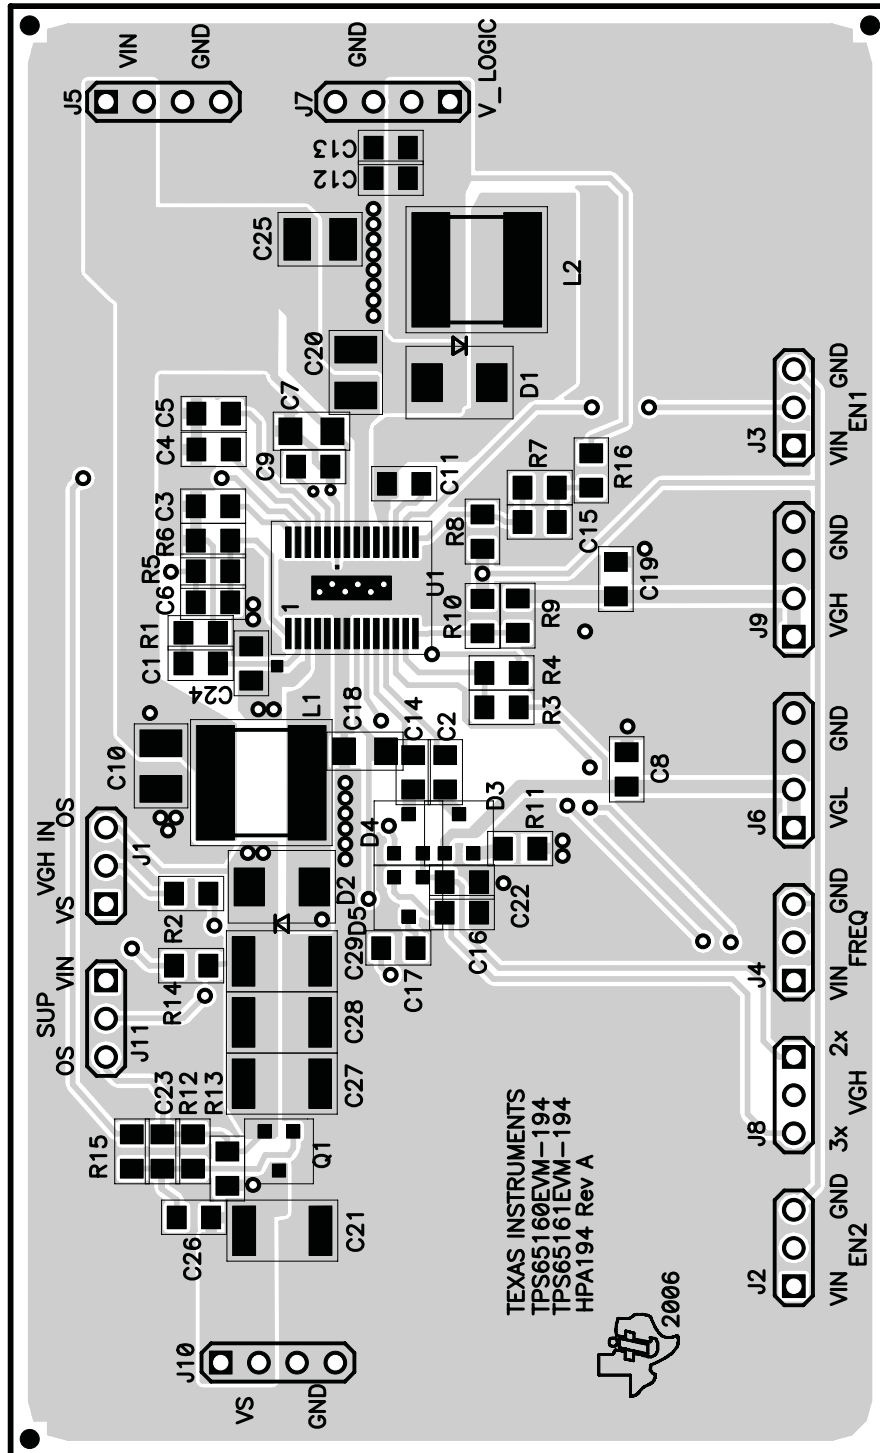 J5
VIN
GND
GND
J7
V_LOGIC
C13
C12
C25
L2
C20
D1
C5
C4
C7
C9
C11
R7
R16
J3
GND
EN1
VIN
C3
R6
R5
C6
R8
C15
C19
U1
1
R10
R9
R1
C1
C24
R4
R3
J9
GND
VGH
L1
C18
C14
C2
C10
C8
J6
GND
VGL
OS
VGH IN
VS
J1
D4
D3
R11
R2
D2
D5
C22
C16
C17
C29
R14
J4
GND
FREQ
VIN
VIN
SUP
OS
J11
C28
C27
2x
VGH
3x
J8
C23
R12
R13
R15
Q1
C26
C21
TEXAS INSTRUMENTS
TPS65160EVM-194
TPS65161EVM-194
HPA194 Rev A
2006
J2
GND
EN2
VIN
J10
VS
GND